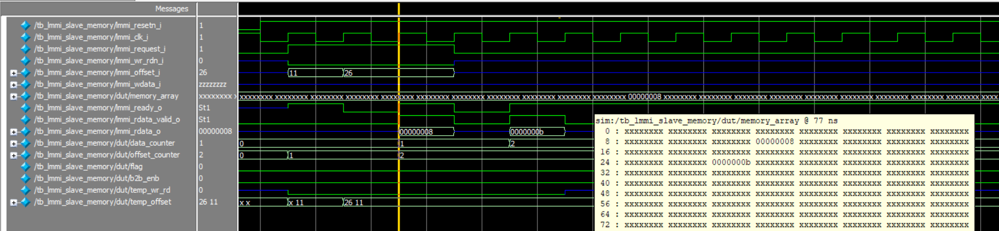 Messages
/tb_lmmi_slave_memory/lmmi_resetn_i 1
/tb_lmmi_slave_memory/lmmi_clk_i 1
/tb_lmmi_slave_memory/lmmi_request_i 1
/tb_lmmi_slave_memory/lmmi_wr_rdn_i 0
/tb_lmmi_slave_memory/lmmi_offset_i 26 11 26
/tb_lmmi_slave_memory/lmmi_wdata_i zzzzzzzz
/tb_lmmi_slave_memory/dut/memory_array xxxxxxxx x xxxxxxxx xxxxxxxx xxxxxxxx xxxxxxxx xxxxxxxx xxxxxxxx xxxxxxxx xxxxxxxx xxxxxxxx xxxxxxxx xxxxxxxx 00000008 xxxxxxxx xxxxxxxx xxxxxxxx xxxxxxxx xxxxxxxx xxxxxxxx xxxxxxxx xxxxxxxx xxxxxxxx xxxx
/tb_lmmi_slave_memory/lmmi_ready_o St1
/tb_lmmi_slave_memory/lmmi_rdata_valid_o St1
/tb_lmmi_slave_memory/lmmi_rdata_o 00000008 00000008 0000000b
/tb_lmmi_slave_memory/dut/data_counter 1 0 1 2
/tb_lmmi_slave_memory/dut/offset_counter 2 0 1 2
/tb_lmmi_slave_memory/dut/flag 0
/tb_lmmi_slave_memory/dut/b2b_enb 0
/tb_lmmi_slave_memory/dut/temp_wr_rd 0
/tb_lmmi_slave_memory/dut/temp_offset 26 11 x x x 11 26 11
sim:/tb_lmmi_slave_memory/dut/memory_array @ 77 ns
0 : xxxxxxxx xxxxxxxx xxxxxxxx xxxxxxxx xxxxxxxx xxxxxxxx xxxxxxxx xxxxxxxx
8 : xxxxxxxx xxxxxxxx xxxxxxxx 00000008 xxxxxxxx xxxxxxxx xxxxxxxx xxxxxxxx
16 : xxxxxxxx xxxxxxxx xxxxxxxx xxxxxxxx xxxxxxxx xxxxxxxx xxxxxxxx xxxxxxxx
24 : xxxxxxxx xxxxxxxx 0000000b xxxxxxxx xxxxxxxx xxxxxxxx xxxxxxxx xxxxxxxx
32 : xxxxxxxx xxxxxxxx xxxxxxxx xxxxxxxx xxxxxxxx xxxxxxxx xxxxxxxx xxxxxxxx
40 : xxxxxxxx xxxxxxxx xxxxxxxx xxxxxxxx xxxxxxxx xxxxxxxx xxxxxxxx xxxxxxxx
48 : xxxxxxxx xxxxxxxx xxxxxxxx xxxxxxxx xxxxxxxx xxxxxxxx xxxxxxxx xxxxxxxx
56 : xxxxxxxx xxxxxxxx xxxxxxxx xxxxxxxx xxxxxxxx xxxxxxxx xxxxxxxx xxxxxxxx
64 : xxxxxxxx xxxxxxxx xxxxxxxx xxxxxxxx xxxxxxxx xxxxxxxx xxxxxxxx xxxxxxxx
72 : xxxxxxxx xxxxxxxx xxxxxxxx xxxxxxxx xxxxxxxx xxxxxxxx xxxxxxxx xxxxxxxx